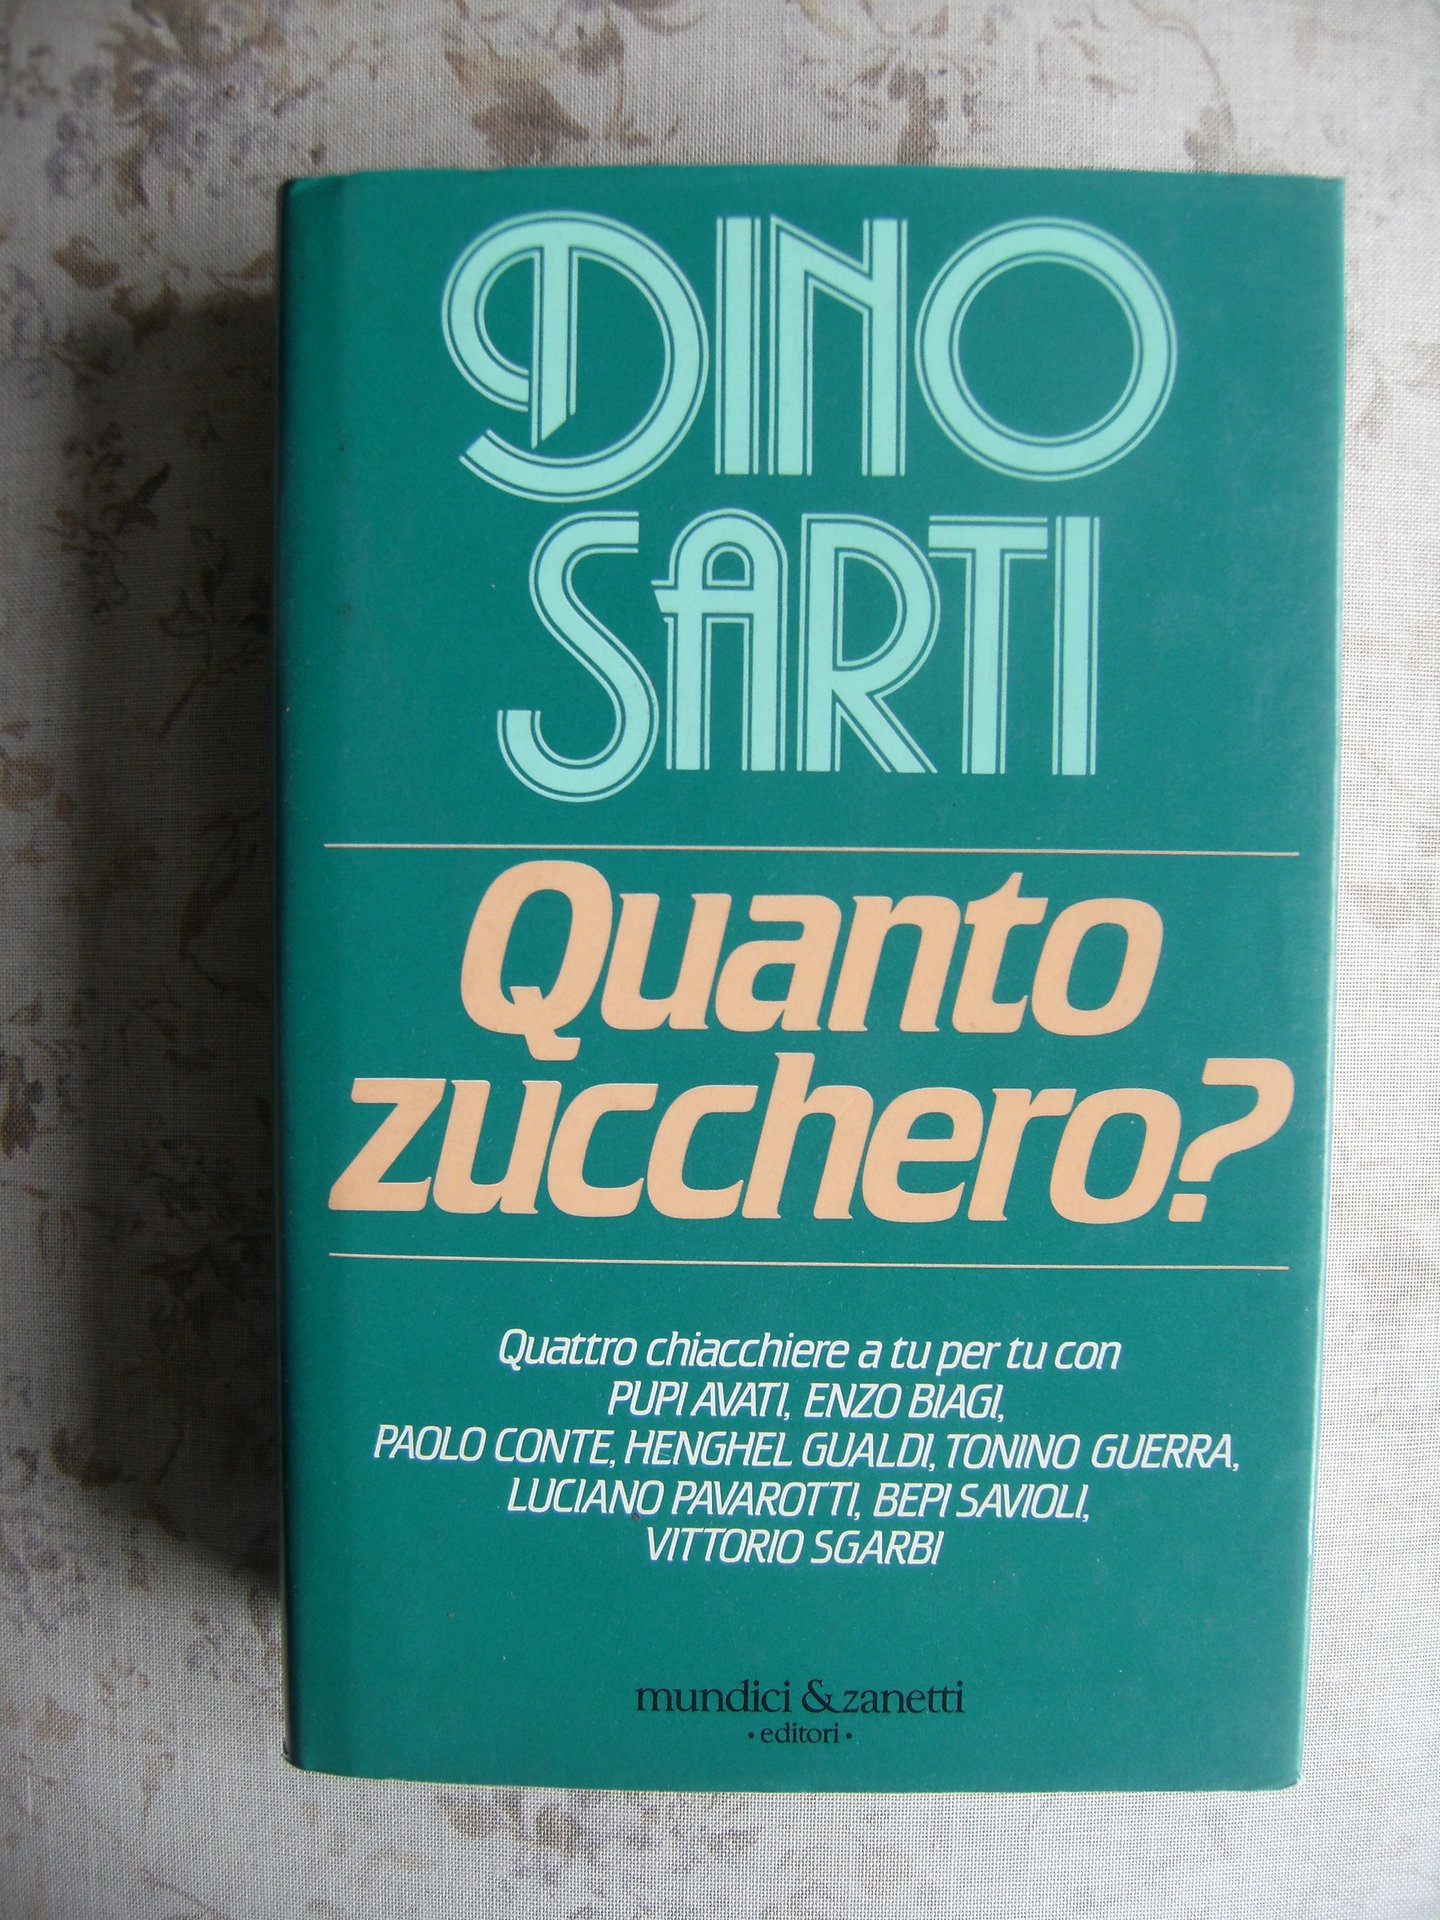 DINO
SARTI
Quanto
zucchero?
Quattro chiacchiere a tu per tu con
PUPI AVATI, ENZO BIAGI,
PAOLO CONTE, HENGHEL GUALDI, TONINO GUERRA,
LUCIANO PAVAROTTI, BEPI SAVIOLI,
VITTORIO SGARBI
mundici & zanetti
• editori •